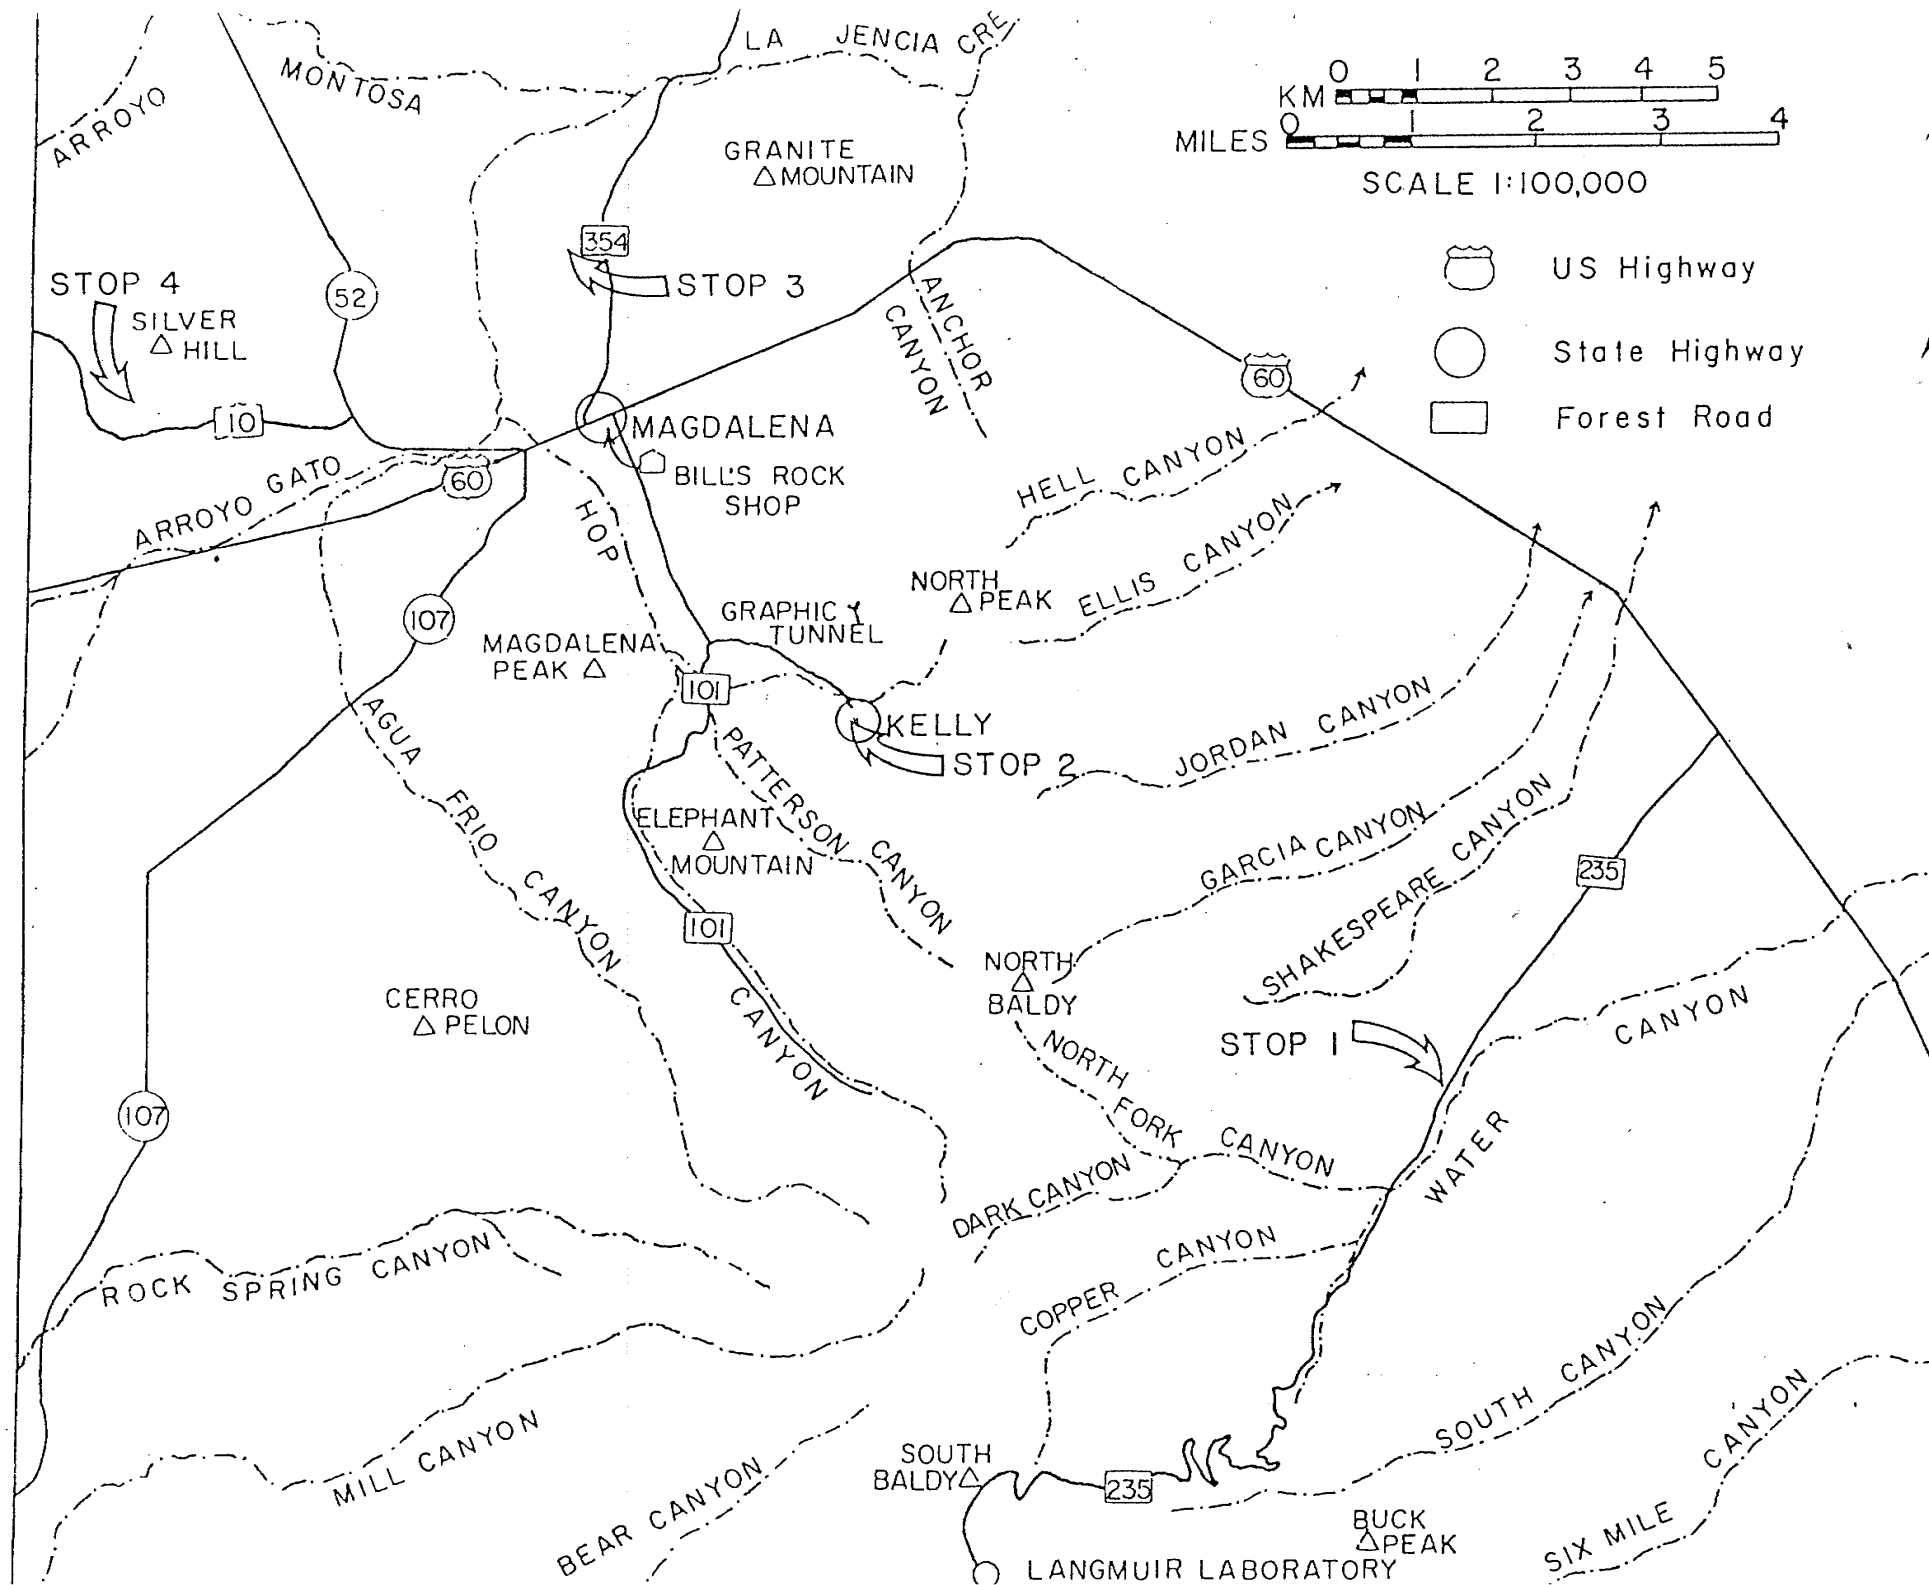 LA JENCIA CRE
MONTOSA
ARROYO
KM 0 1 2 3 4 5
MILES 0 1 2 3 4
SCALE 1:100,000
GRANITE
MOUNTAIN
354
STOP 3
US Highway
State Highway
Forest Road
STOP 4
SILVER
HILL
52
10
ANCHOR
CANYON
60
MAGDALENA
BILL'S ROCK
SHOP
HELL CANYON
ARROYO GATO
60
HOP
ELLIS CANYON
NORTH
PEAK
107
GRAPHIC
TUNNEL
MAGDALENA
PEAK
101
KELLY
STOP 2
JORDAN CANYON
AGUA FRIO CANYON
PATTERSON CANYON
ELEPHANT
MOUNTAIN
GARCIA CANYON
SHAKESPEARE CANYON
235
101
CANYON
NORTH
BALDY
CERRO
PELON
STOP 1
WATER CANYON
NORTH FORK CANYON
107
DARK CANYON
COPPER CANYON
ROCK SPRING CANYON
MILL CANYON
BEAR CANYON
SOUTH
BALDY
235
SOUTH CANYON
BUCK
PEAK
SIX MILE CANYON
LANGMUIR LABORATORY